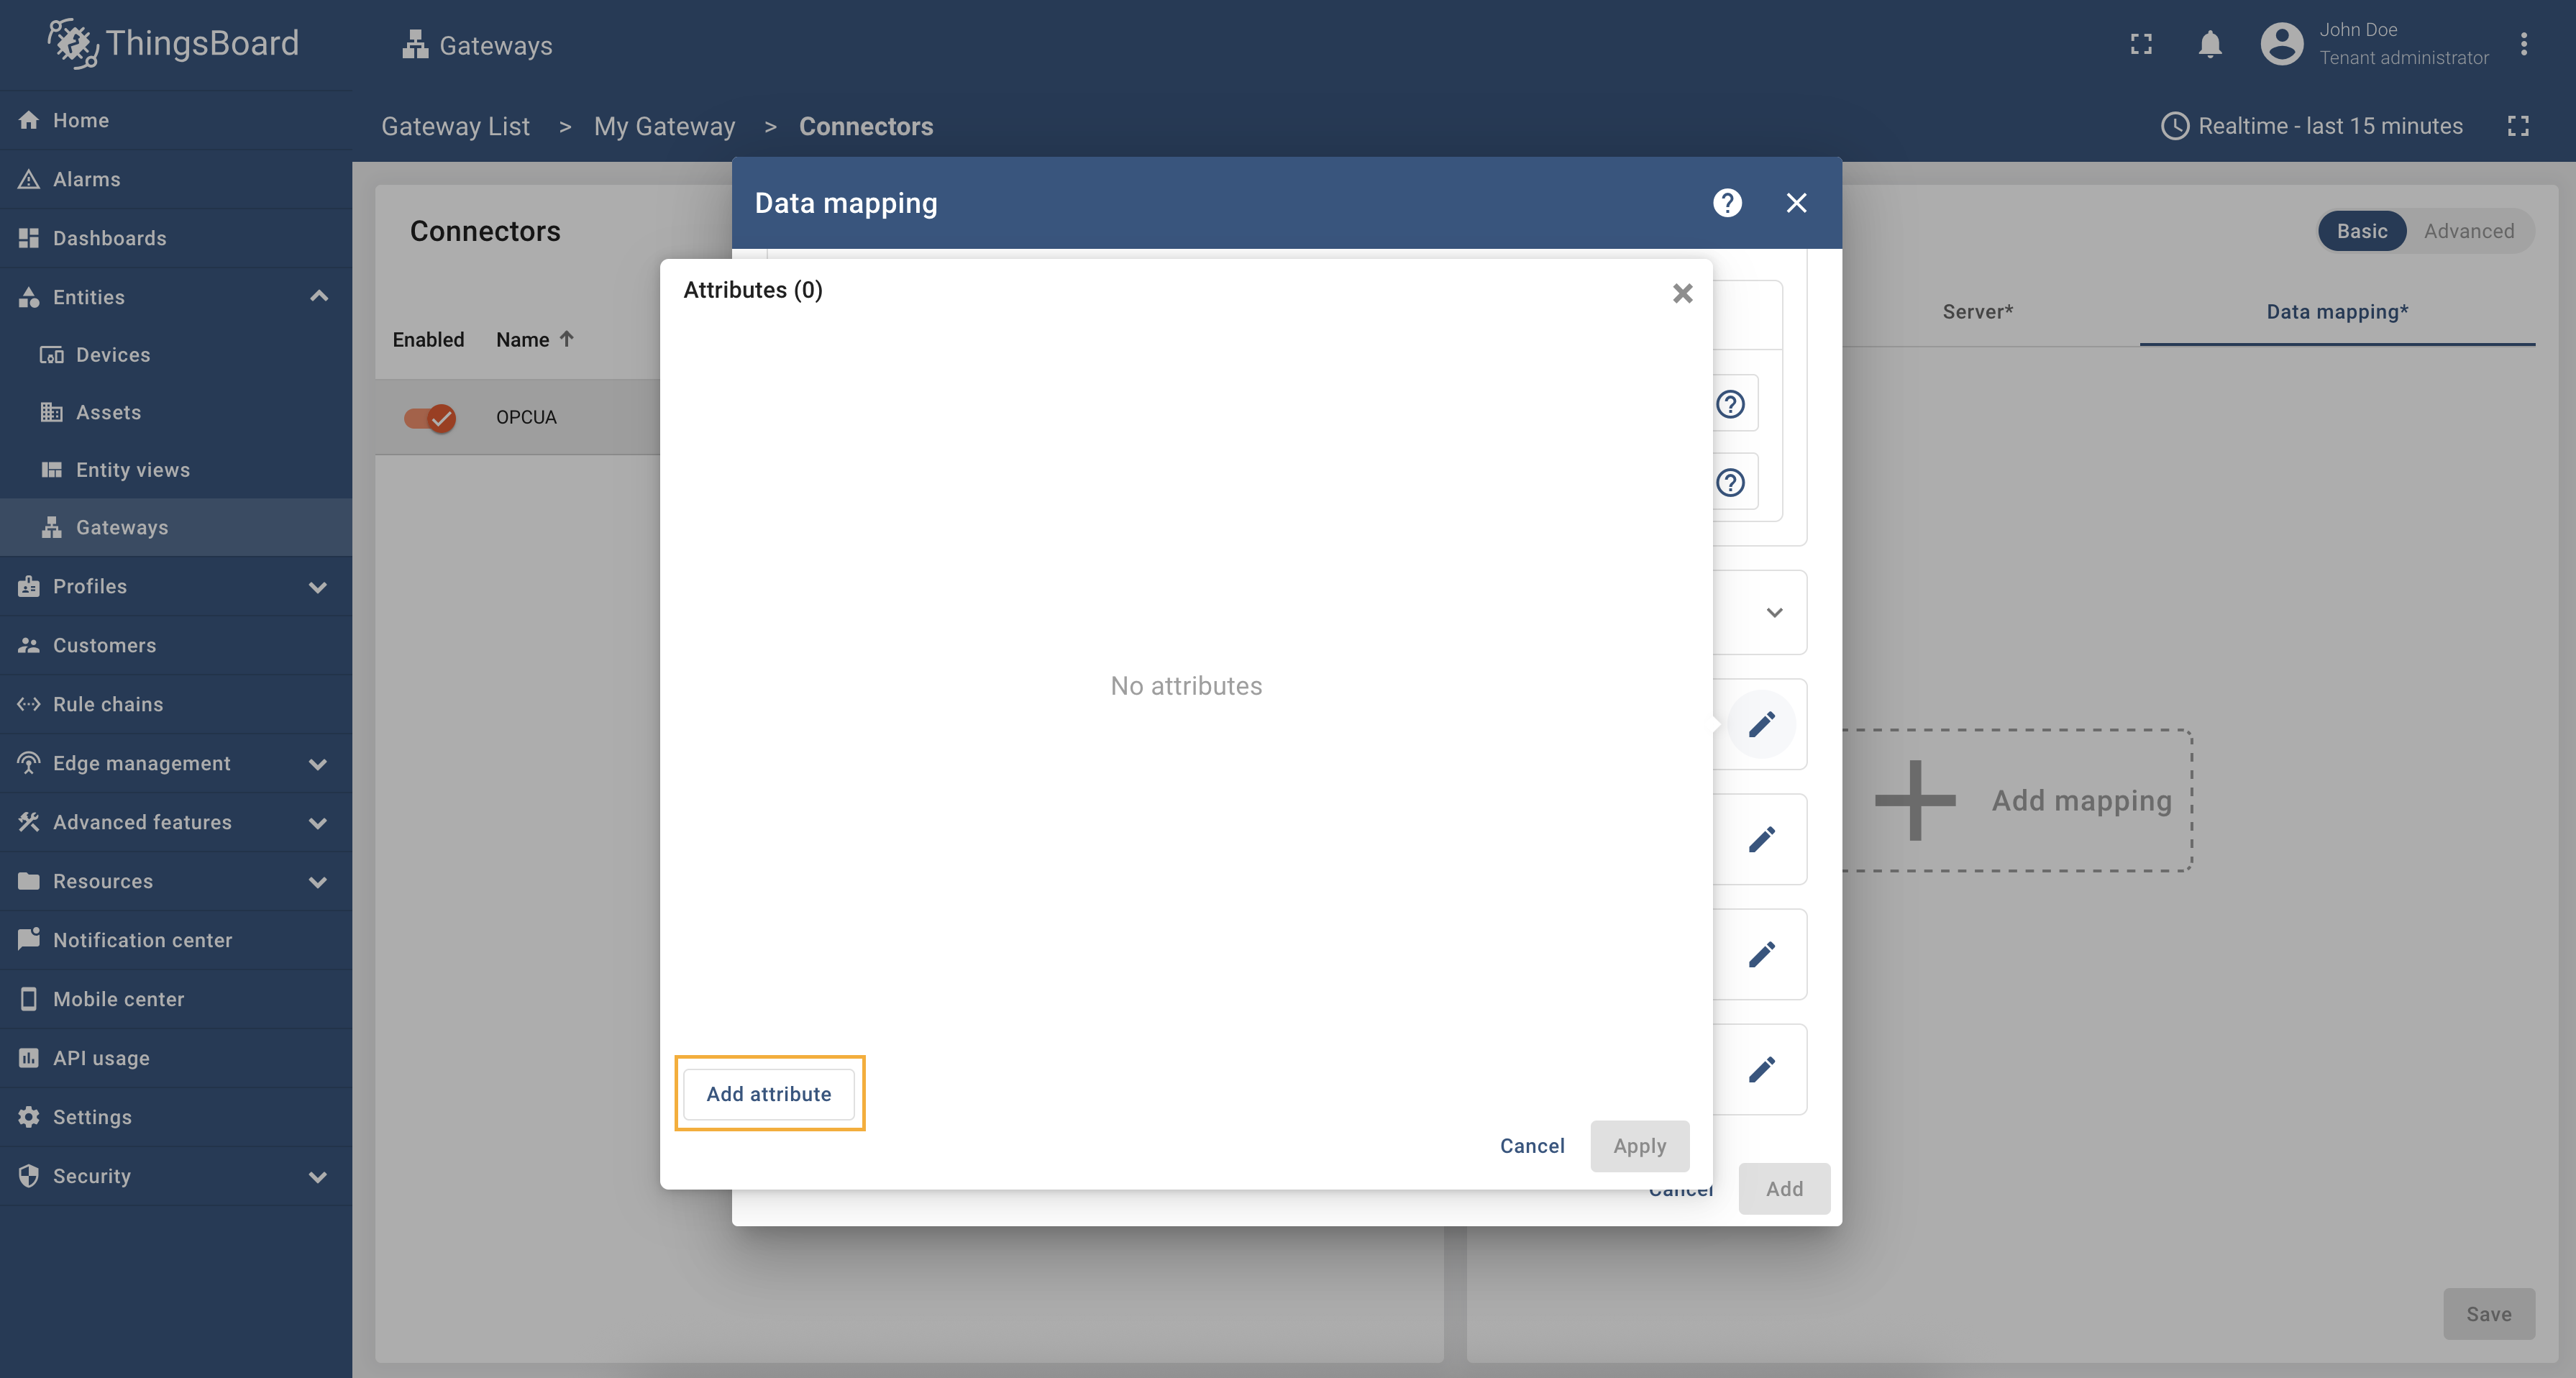 ThingsBoard
Gateways
John Doe
Tenant administrator
Gateway List > My Gateway > Connectors
Realtime - last 15 minutes
Home
Alarms
Dashboards
Entities
Devices
Assets
Entity views
Gateways
Profiles
Customers
Rule chains
Edge management
Advanced features
Resources
Notification center
Mobile center
API usage
Settings
Security
Connectors
Enabled Name
OPCUA
Data mapping
Attributes (0)
No attributes
Add attribute
Cancel Apply
Cancel Add
Basic Advanced
Server* Data mapping*
Add mapping
Save